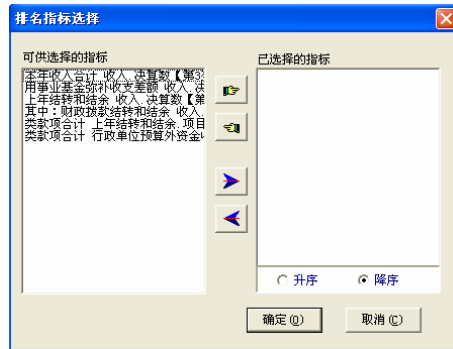 排名指标选择
可供选择的指标
已选择的指标
本年收入合计 收入.决算数【第3
用事业基金弥补收支差额 收入.决
上年结转和结余 收入.决算数【第
其中：财政拨款结转和结余 收入.
类款项合计 上年结转和结余.项目
类款项合计 行政单位预算外资金
升序
降序
确定(O)
取消(C)